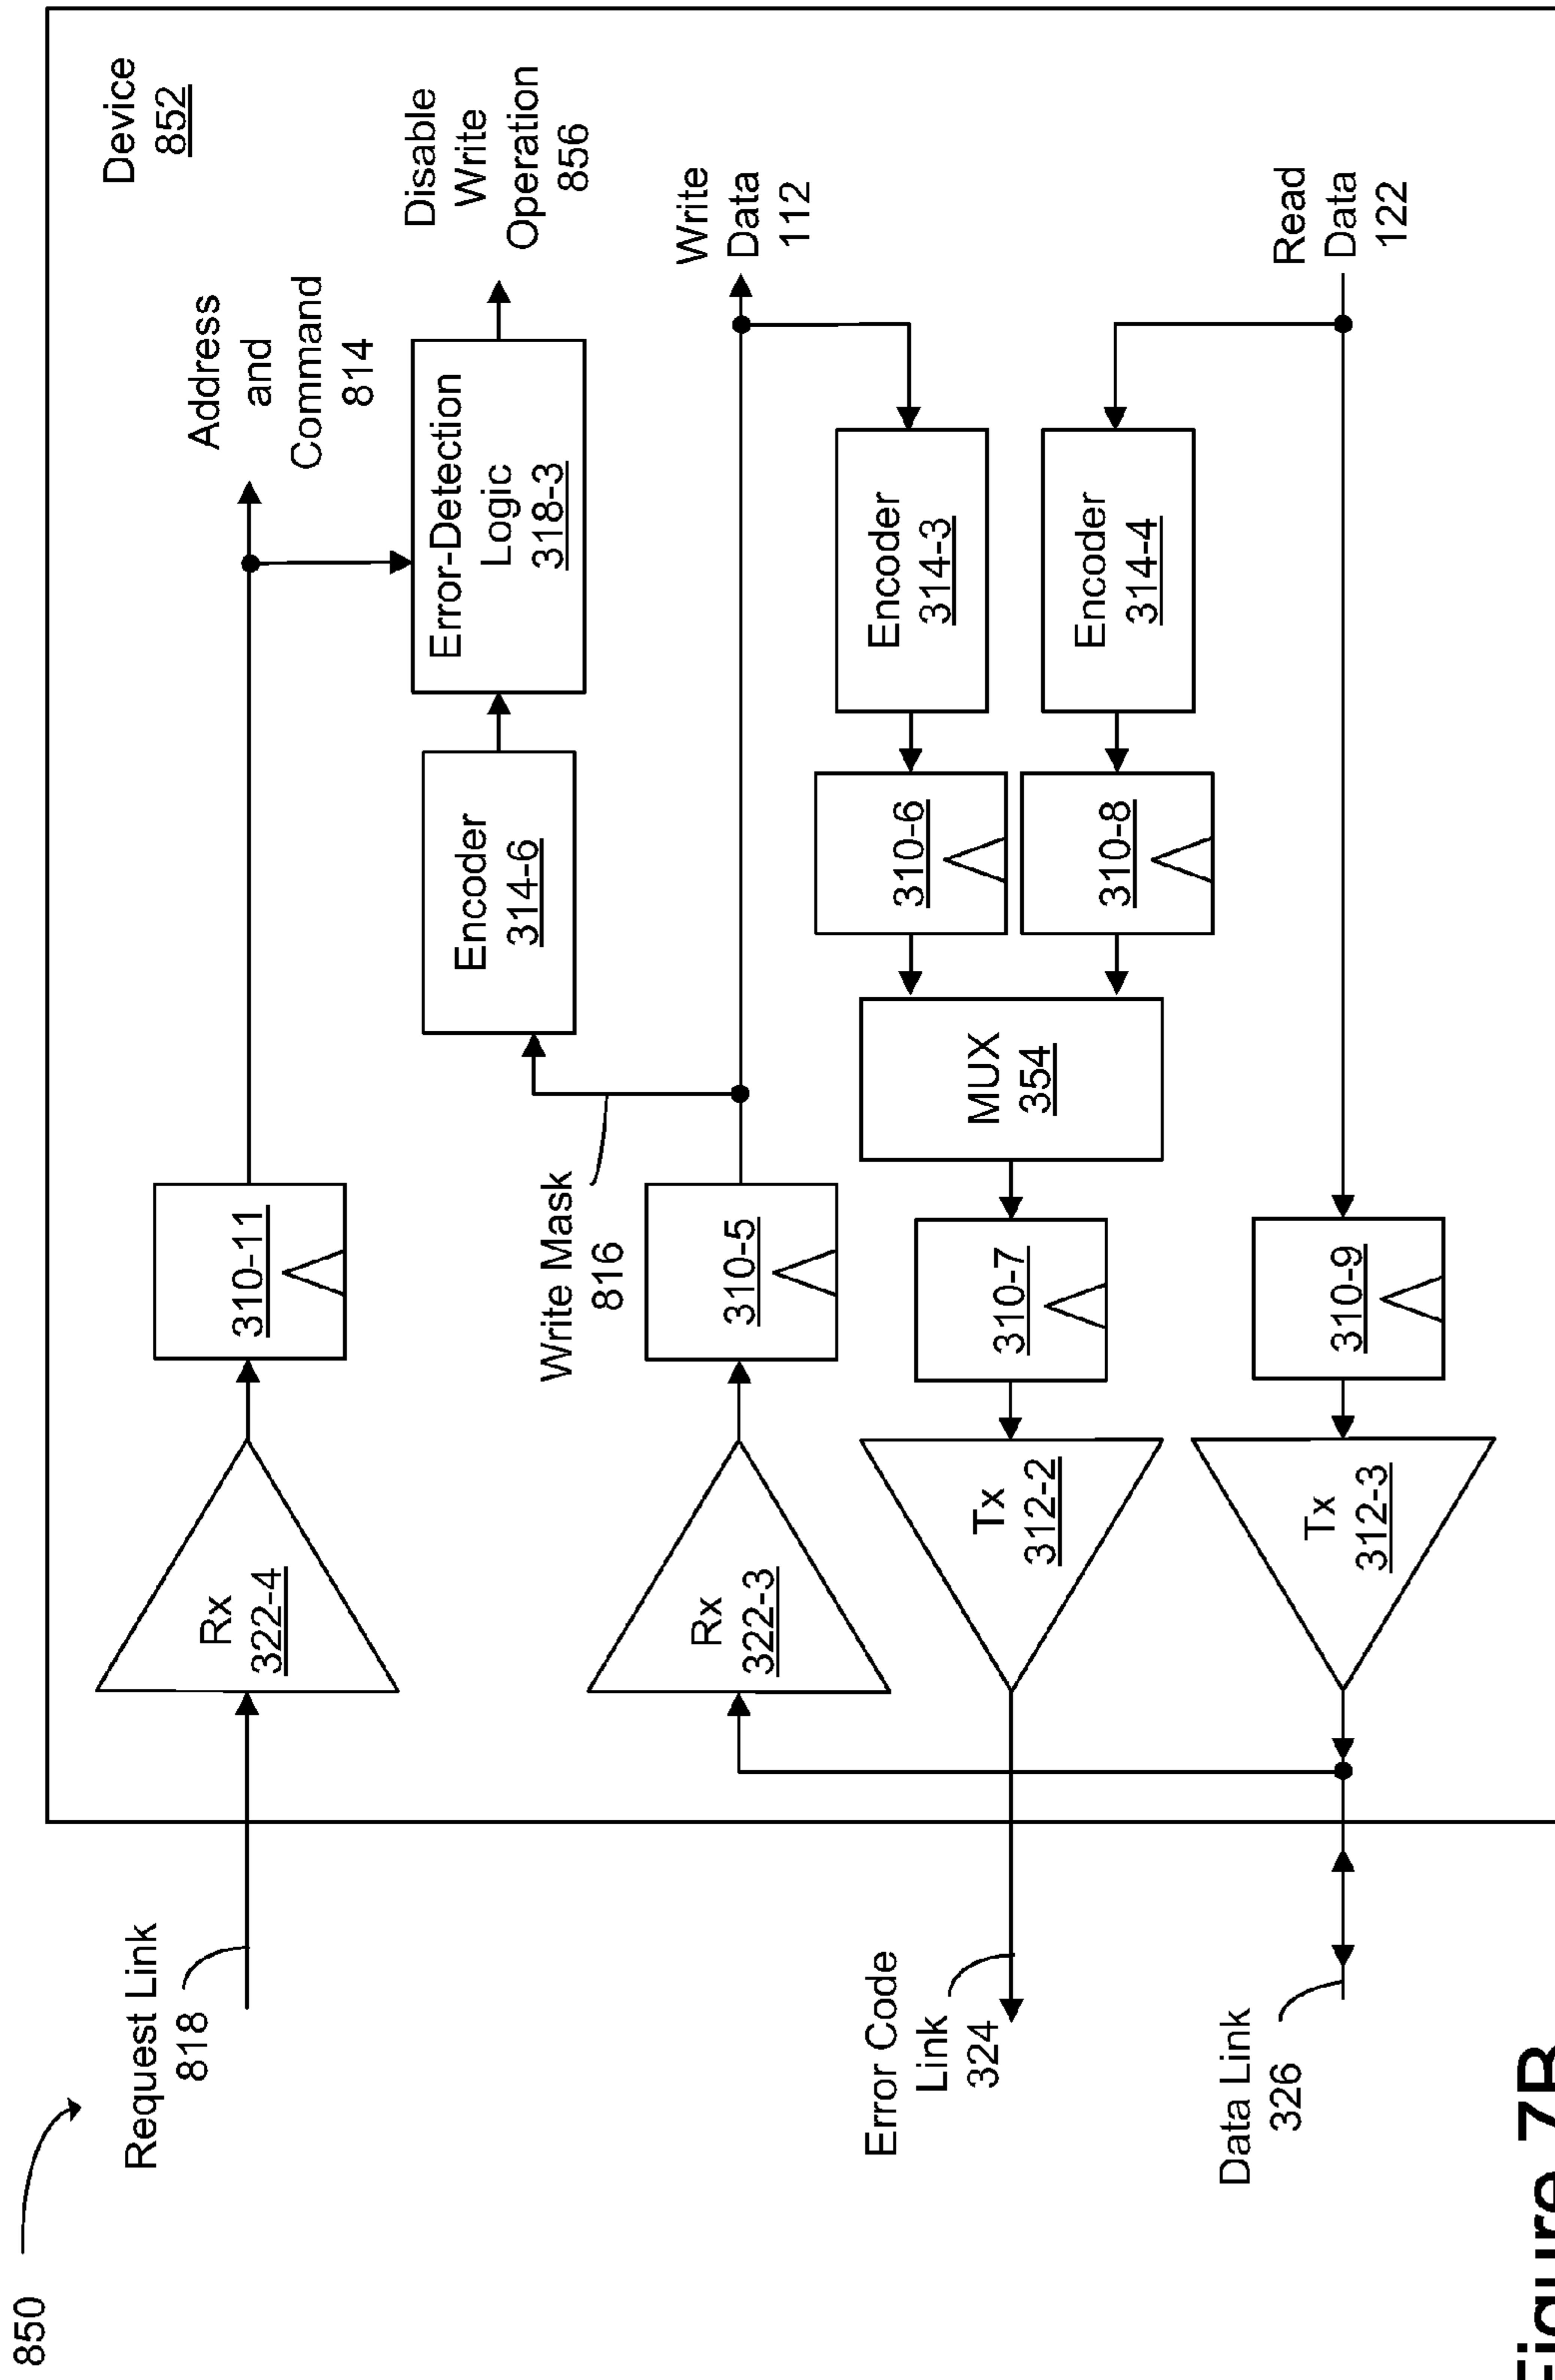 850
Request Link
818
Error Code
Link
324
Data Link
326
Device
852
Rx
322-4
310-11
Address
and
Command
814
Encoder
314-6
Error-Detection
Logic
318-3
Disable
Write
Operation
856
Write Mask
816
Rx
322-3
310-5
Write
Data
112
Tx
312-2
310-7
MUX
354
310-6
Encoder
314-3
310-8
Encoder
314-4
Tx
312-3
310-9
Read
Data
122
Figure 7B